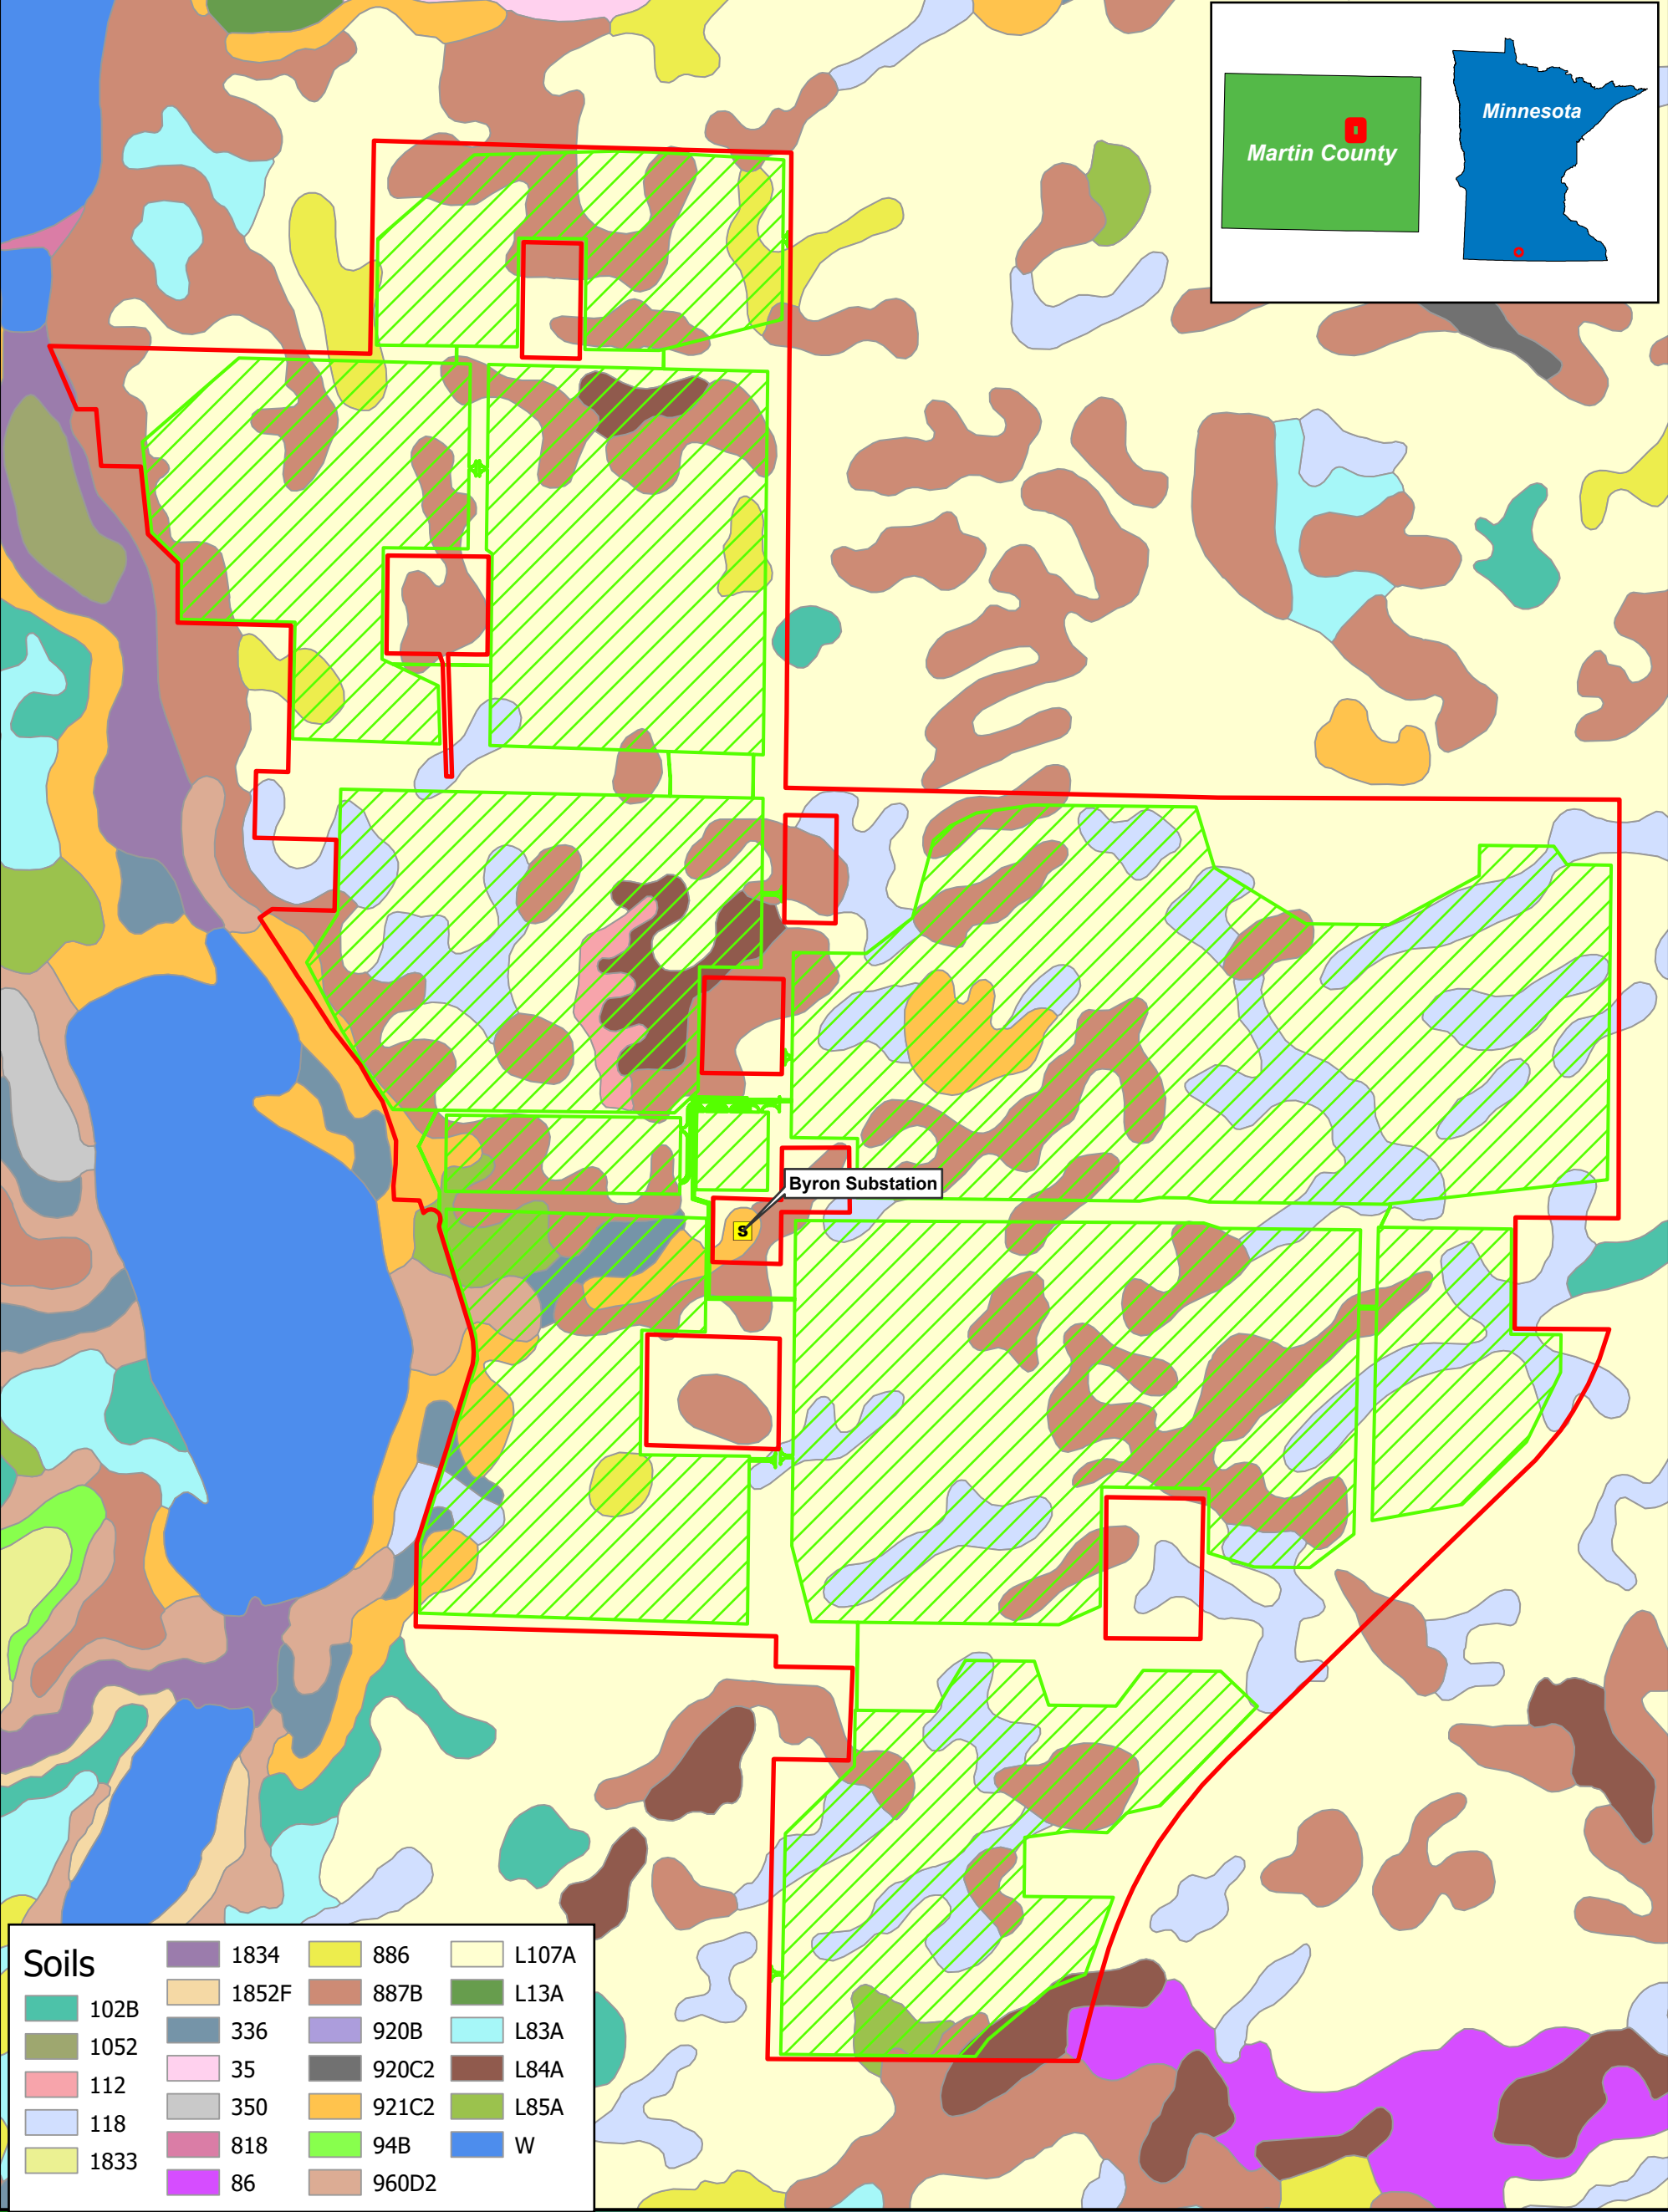 Minnesota
Martin County
Byron Substation
S
Soils
102B
1052
112
118
1833
1834
1852F
336
35
350
818
86
886
887B
920B
920C2
921C2
94B
960D2
L107A
L13A
L83A
L84A
L85A
W